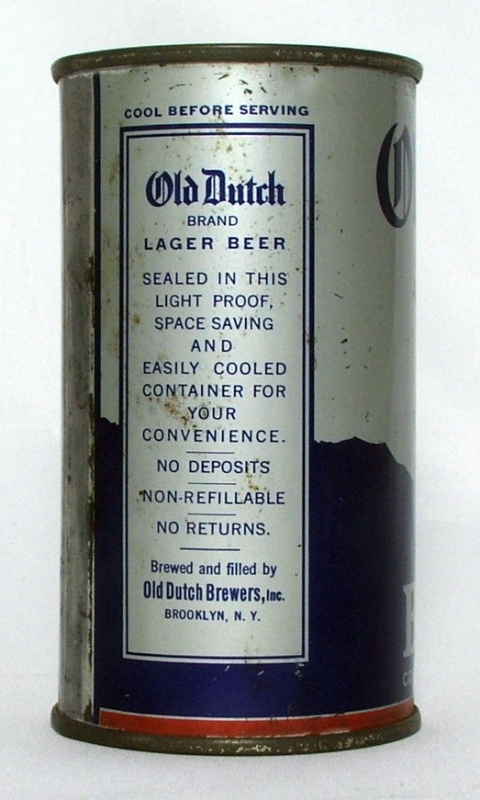 COOL BEFORE SERVING
Old Dutch
BRAND
LAGER BEER
SEALED IN THIS
LIGHT PROOF,
SPACE SAVING
AND
EASILY COOLED
CONTAINER FOR
YOUR
CONVENIENCE.
NO DEPOSITS
NON-REFILLABLE
NO RETURNS.
Brewed and filled by
Old Dutch Brewers, Inc.
BROOKLYN, N. Y.